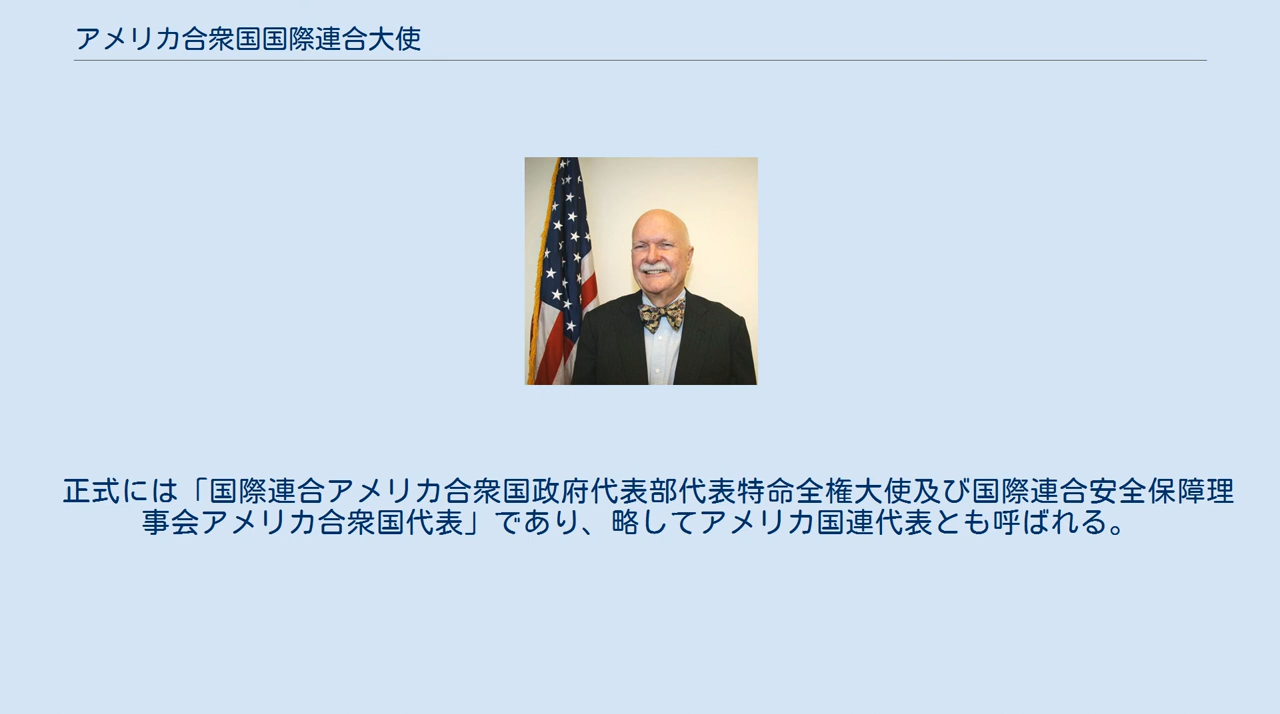 アメリカ合衆国国際連合大使
正式には「国際連合アメリカ合衆国政府代表部代表特命全権大使及び国際連合安全保障理
事会アメリカ合衆国代表」であり、略してアメリカ国連代表とも呼ばれる。